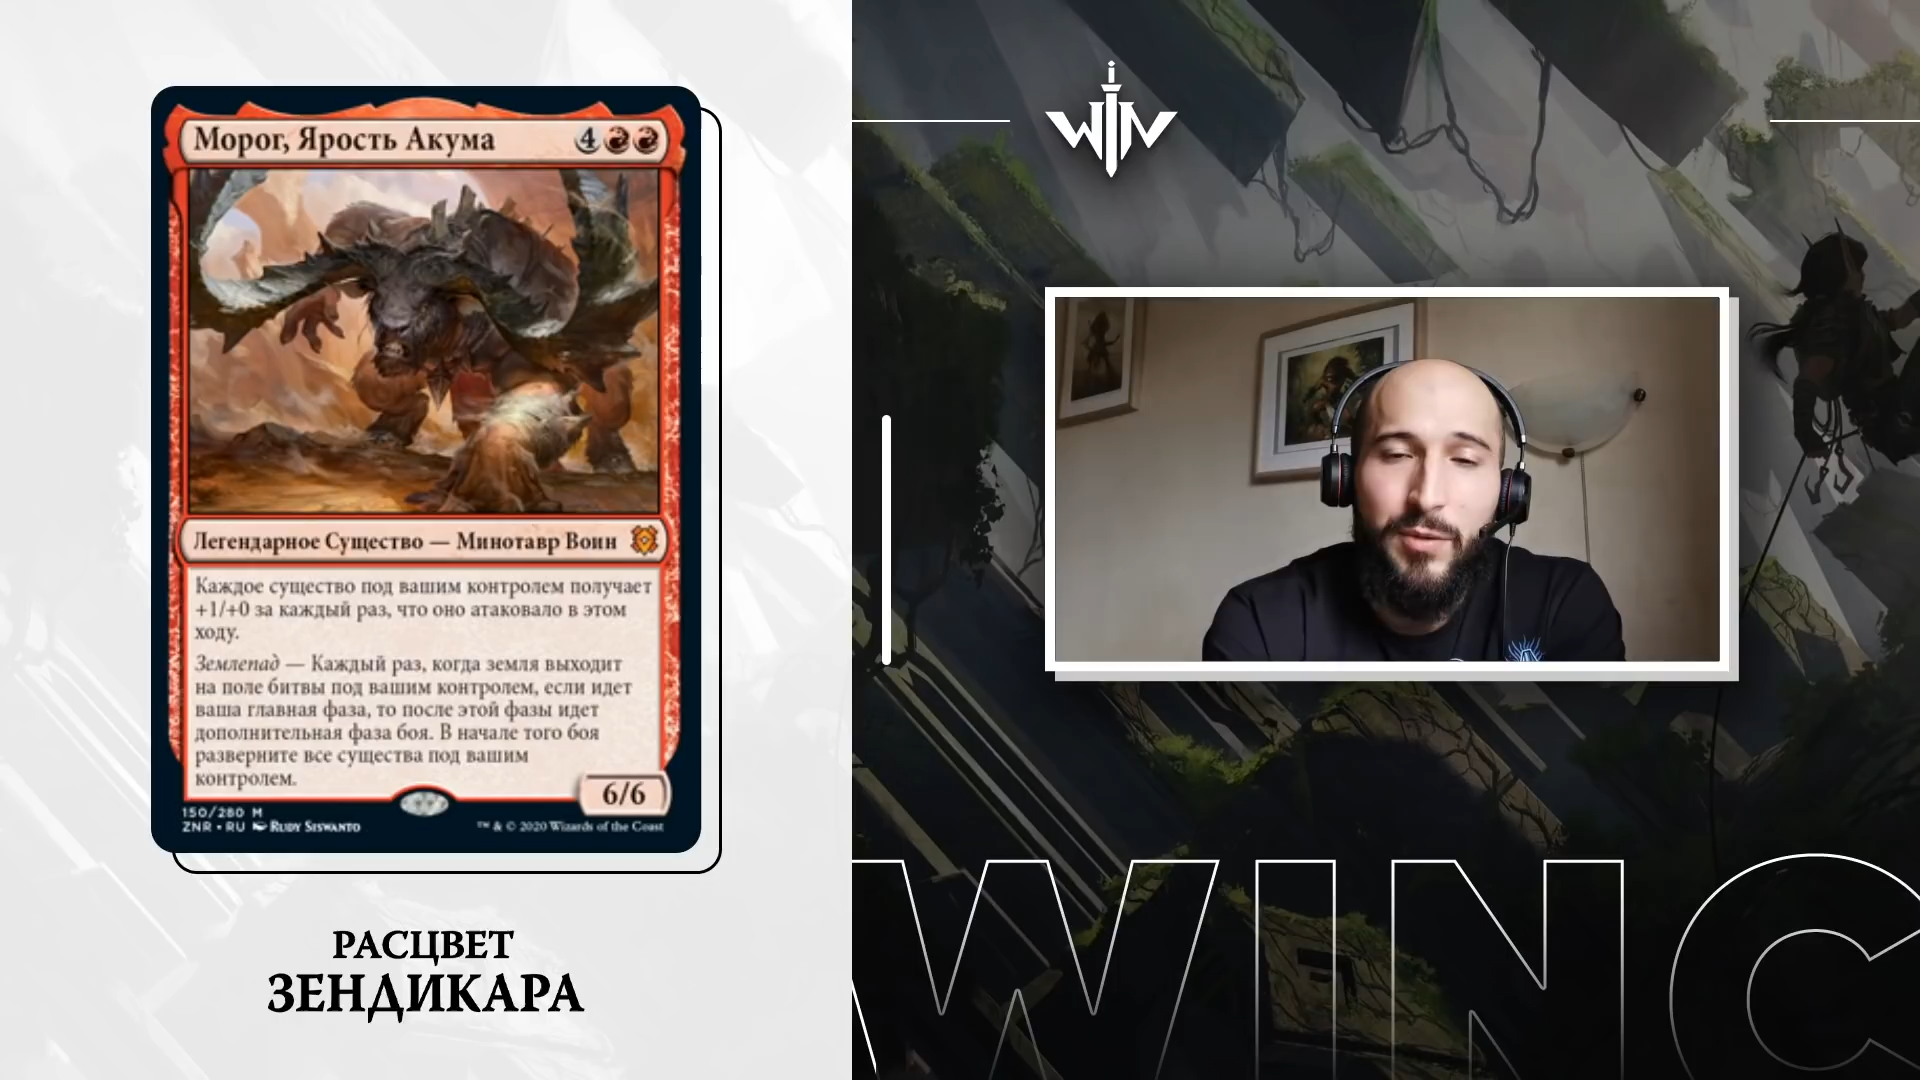 Морог, Ярость Акума
4
Легендарное Существо — Минотавр Воин
Каждое существо под вашим контролем получает
+1/+0 за каждый раз, что оно атаковало в этом
ходу.
Землепад — Каждый раз, когда земля выходит
на поле битвы под вашим контролем, если идет
ваша главная фаза, то после этой фазы идет
дополнительная фаза боя. В начале того боя
разверните все существа под вашим
контролем.
6/6
150/280 M
ZNR • RU Rudy Siswanto
™ & © 2020 Wizards of the Coast
РАСЦВЕТ
ЗЕНДИКАРА
WIN
WINC